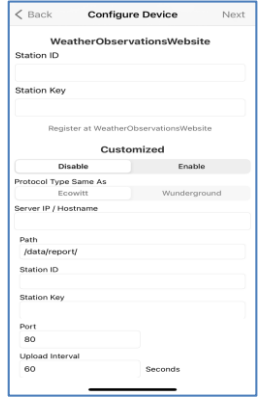 Back Configure Device Next
WeatherObservationsWebsite
Station ID
Station Key
Register at WeatherObservationsWebsite
Customized
Disable Enable
Protocol Type Same As
Ecowitt Wunderground
Server IP / Hostname
Path
/data/report/
Station ID
Station Key
Port
80
Upload Interval
60 Seconds